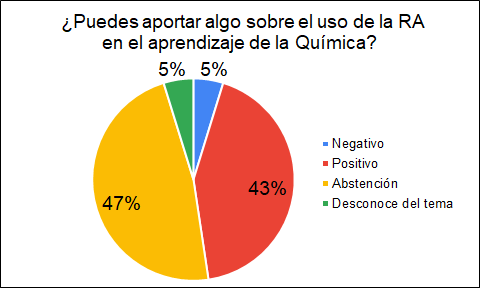 ¿Puedes aportar algo sobre el uso de la RA
en el aprendizaje de la Química?
5%
5%
43%
47%
Negativo
Positivo
Abstención
Desconoce del tema